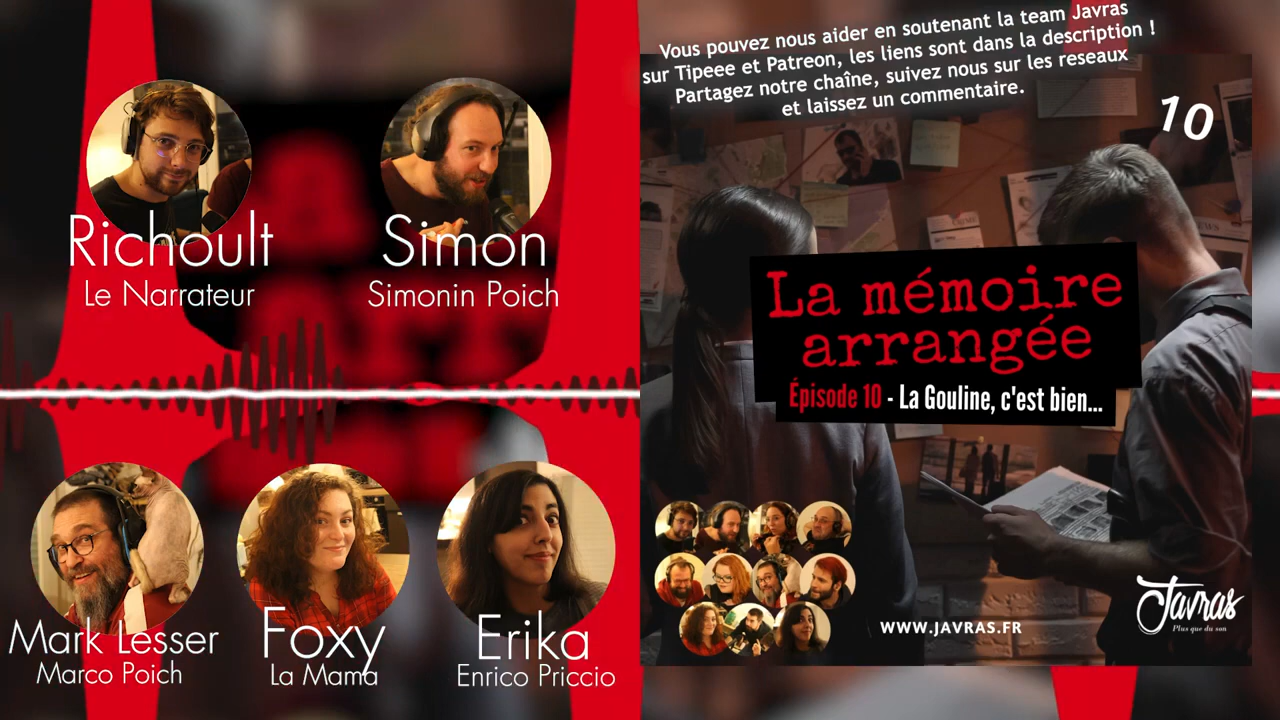 Richoult
Le Narrateur
Simon
Simonin Poich
Mark Lesser
Marco Poich
Foxy
La Mama
Erika
Enrico Priccio
Vous pouvez nous aider en soutenant la team Javras
sur Tipeee et Patreon, les liens sont dans la description !
Partagez notre chaîne, suivez nous sur les reseaux
et laissez un commentaire.
10
La mémoire
arrangée
Épisode 10 - La Gouline, c'est bien...
WWW.JAVRAS.FR
Javras
Plus que du son